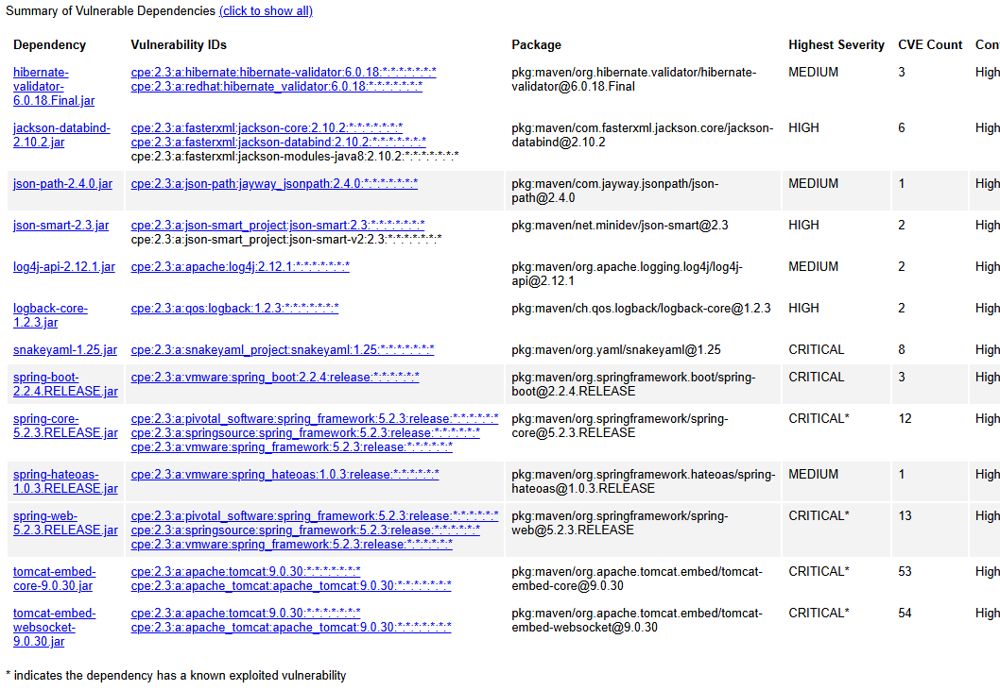 Summary of Vulnerable Dependencies (click to show all)
Dependency Vulnerability IDs Package Highest Severity CVE Count Con
hibernate- cpe:2.3:a:hibernate:hibernate-validator:6.0.18:*:*:*:*:*:*:* pkg:maven/org.hibernate.validator/hibernate- MEDIUM 3 High
validator- cpe:2.3:a:redhat:hibernate_validator:6.0.18:*:*:*:*:*:*:* validator@6.0.18.Final
6.0.18.Final.jar
jackson-databind- cpe:2.3:a:fasterxml:jackson-core:2.10.2:*:*:*:*:*:*:* pkg:maven/com.fasterxml.jackson.core/jackson- HIGH 6 High
2.10.2.jar cpe:2.3:a:fasterxml:jackson-databind:2.10.2:*:*:*:*:*:*:* databind@2.10.2
cpe:2.3:a:fasterxml:jackson-modules-java8:2.10.2:*:*:*:*:*:*:*
json-path-2.4.0.jar cpe:2.3:a:json-path:jayway_jsonpath:2.4.0:*:*:*:*:*:*:* pkg:maven/com.jayway.jsonpath/json- MEDIUM 1 High
path@2.4.0
json-smart-2.3.jar cpe:2.3:a:json-smart_project:json-smart:2.3:*:*:*:*:*:*:* pkg:maven/net.minidev/json-smart@2.3 HIGH 2 High
cpe:2.3:a:json-smart_project:json-smart-v2:2.3:*:*:*:*:*:*:*
log4j-api-2.12.1.jar cpe:2.3:a:apache:log4j:2.12.1:*:*:*:*:*:*:* pkg:maven/org.apache.logging.log4j/log4j- MEDIUM 2 High
api@2.12.1
logback-core- cpe:2.3:a:qos:logback:1.2.3:*:*:*:*:*:*:* pkg:maven/ch.qos.logback/logback-core@1.2.3 HIGH 2 High
1.2.3.jar
snakeyaml-1.25.jar cpe:2.3:a:snakeyaml_project:snakeyaml:1.25:*:*:*:*:*:*:* pkg:maven/org.yaml/snakeyaml@1.25 CRITICAL 8 High
spring-boot- cpe:2.3:a:vmware:spring_boot:2.2.4:release:*:*:*:*:*:* pkg:maven/org.springframework.boot/spring- CRITICAL 3 High
2.2.4.RELEASE.jar boot@2.2.4.RELEASE
spring-core- cpe:2.3:a:pivotal_software:spring_framework:5.2.3:release:*:*:*:*:*:* pkg:maven/org.springframework/spring- CRITICAL* 12 High
5.2.3.RELEASE.jar cpe:2.3:a:springsource:spring_framework:5.2.3:release:*:*:*:*:*:* core@5.2.3.RELEASE
cpe:2.3:a:vmware:spring_framework:5.2.3:release:*:*:*:*:*:*
spring-hateoas- cpe:2.3:a:vmware:spring_hateoas:1.0.3:release:*:*:*:*:*:* pkg:maven/org.springframework.hateoas/spring- MEDIUM 1 High
1.0.3.RELEASE.jar hateoas@1.0.3.RELEASE
spring-web- cpe:2.3:a:pivotal_software:spring_framework:5.2.3:release:*:*:*:*:*:* pkg:maven/org.springframework/spring- CRITICAL* 13 High
5.2.3.RELEASE.jar cpe:2.3:a:springsource:spring_framework:5.2.3:release:*:*:*:*:*:* web@5.2.3.RELEASE
cpe:2.3:a:vmware:spring_framework:5.2.3:release:*:*:*:*:*:*
tomcat-embed- cpe:2.3:a:apache:tomcat:9.0.30:*:*:*:*:*:*:* pkg:maven/org.apache.tomcat.embed/tomcat- CRITICAL* 53 High
core-9.0.30.jar cpe:2.3:a:apache_tomcat:apache_tomcat:9.0.30:*:*:*:*:*:*:* embed-core@9.0.30
tomcat-embed- cpe:2.3:a:apache:tomcat:9.0.30:*:*:*:*:*:*:* pkg:maven/org.apache.tomcat.embed/tomcat- CRITICAL* 54 High
websocket- cpe:2.3:a:apache_tomcat:apache_tomcat:9.0.30:*:*:*:*:*:*:* embed-websocket@9.0.30
9.0.30.jar
* indicates the dependency has a known exploited vulnerability